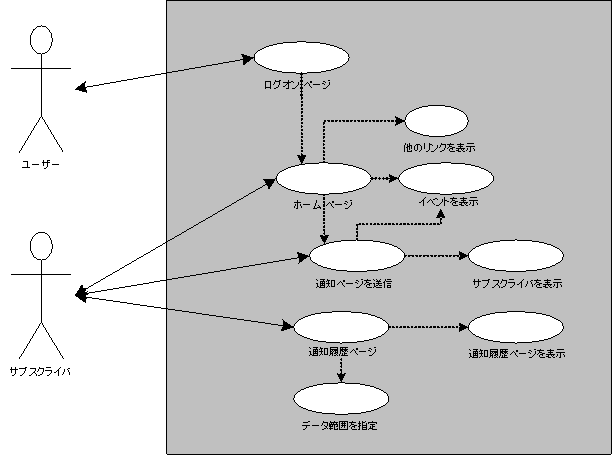 ログオン ページ
他のリンクを表示
ユーザー
ホーム ページ
イベントを表示
通知ページを送信
サブスクライバを表示
通知履歴ページ
通知履歴ページを表示
サブスクライバ
データ範囲を指定